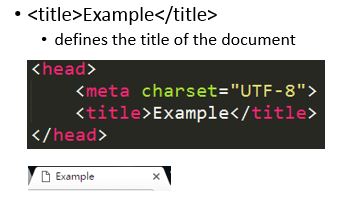 • <title>Example</title>
• defines the title of the document
<head>
<meta charset="UTF-8">
<title>Example</title>
</head>
Example ×